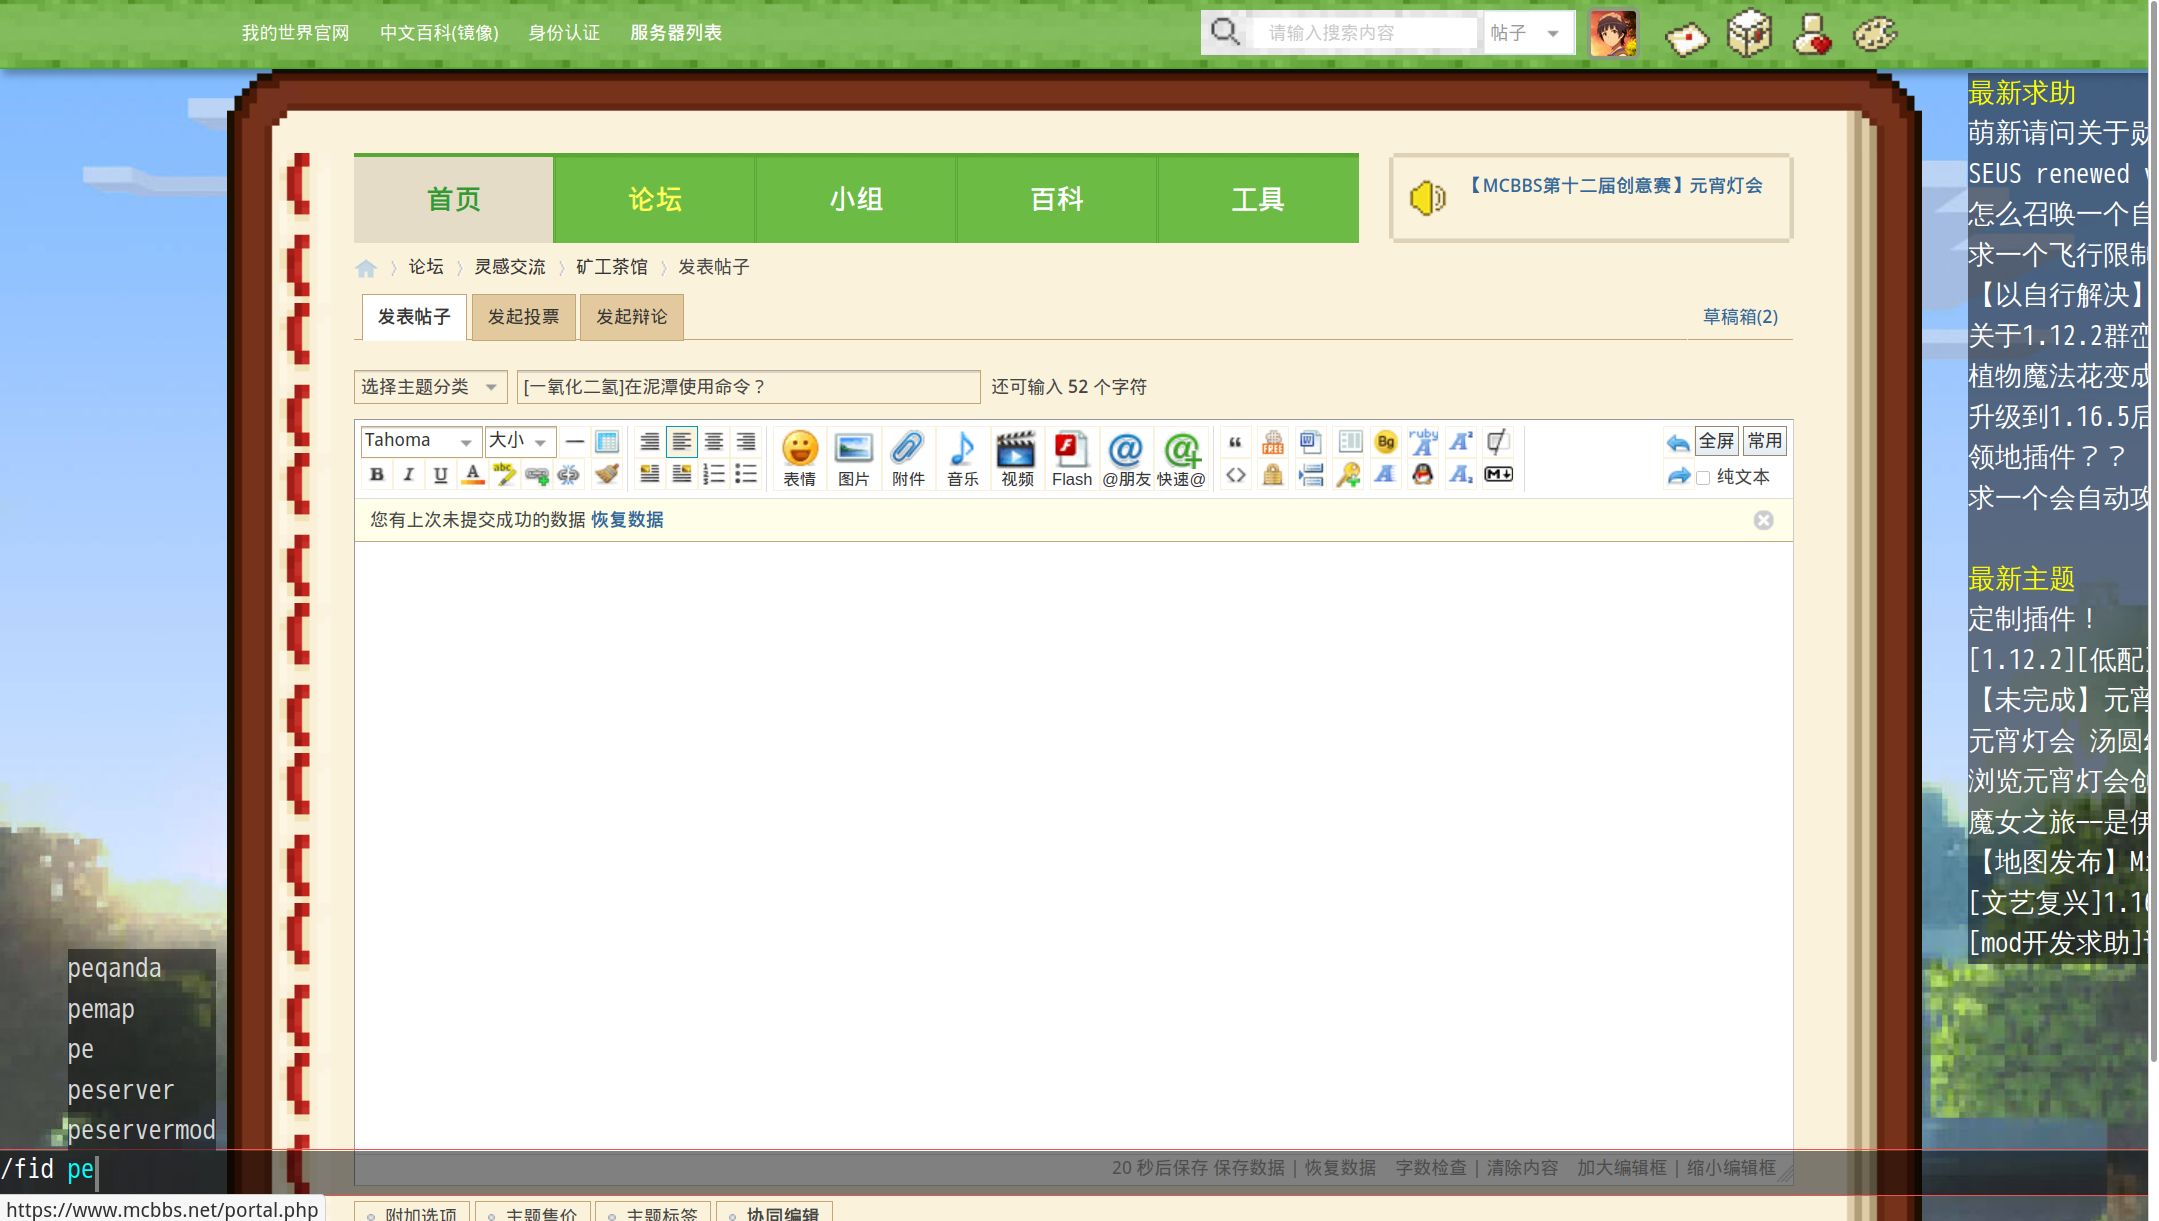 我的世界官网 中文百科(镜像) 身份认证 服务器列表
请输入搜索内容 帖子
首页 论坛 小组 百科 工具
【MCBBS第十二届创意赛】元宵灯会
论坛 灵感交流 矿工茶馆 发表帖子
发表帖子 发起投票 发起辩论 草稿箱(2)
选择主题分类 [一氧化二氢]在泥潭使用命令？ 还可输入 52 个字符
Tahoma 大小 全屏 常用
表情 图片 附件 音乐 视频 Flash @朋友 快速@ 纯文本
您有上次未提交成功的数据 恢复数据
最新求助
萌新请问关于
SEUS renewed
怎么召唤一个自
求一个飞行限制
【以自行解决】
关于1.12.2群峦
植物魔法花变成
升级到1.16.5后
领地插件？？
求一个会自动攻
最新主题
定制插件！
[1.12.2][低配]
【未完成】元宵
元宵灯会 汤圆
浏览元宵灯会创
魔女之旅——是伊
【地图发布】Mi
[文艺复兴]1.16
[mod开发求助]
peqanda
pemap
pe
peserver
peservermod
/fid pe
20 秒后保存 保存数据 | 恢复数据 字数检查 | 清除内容 加大编辑框 | 缩小编辑框
https://www.mcbbs.net/portal.php
附加选项 主题售价 主题标签 协同编辑